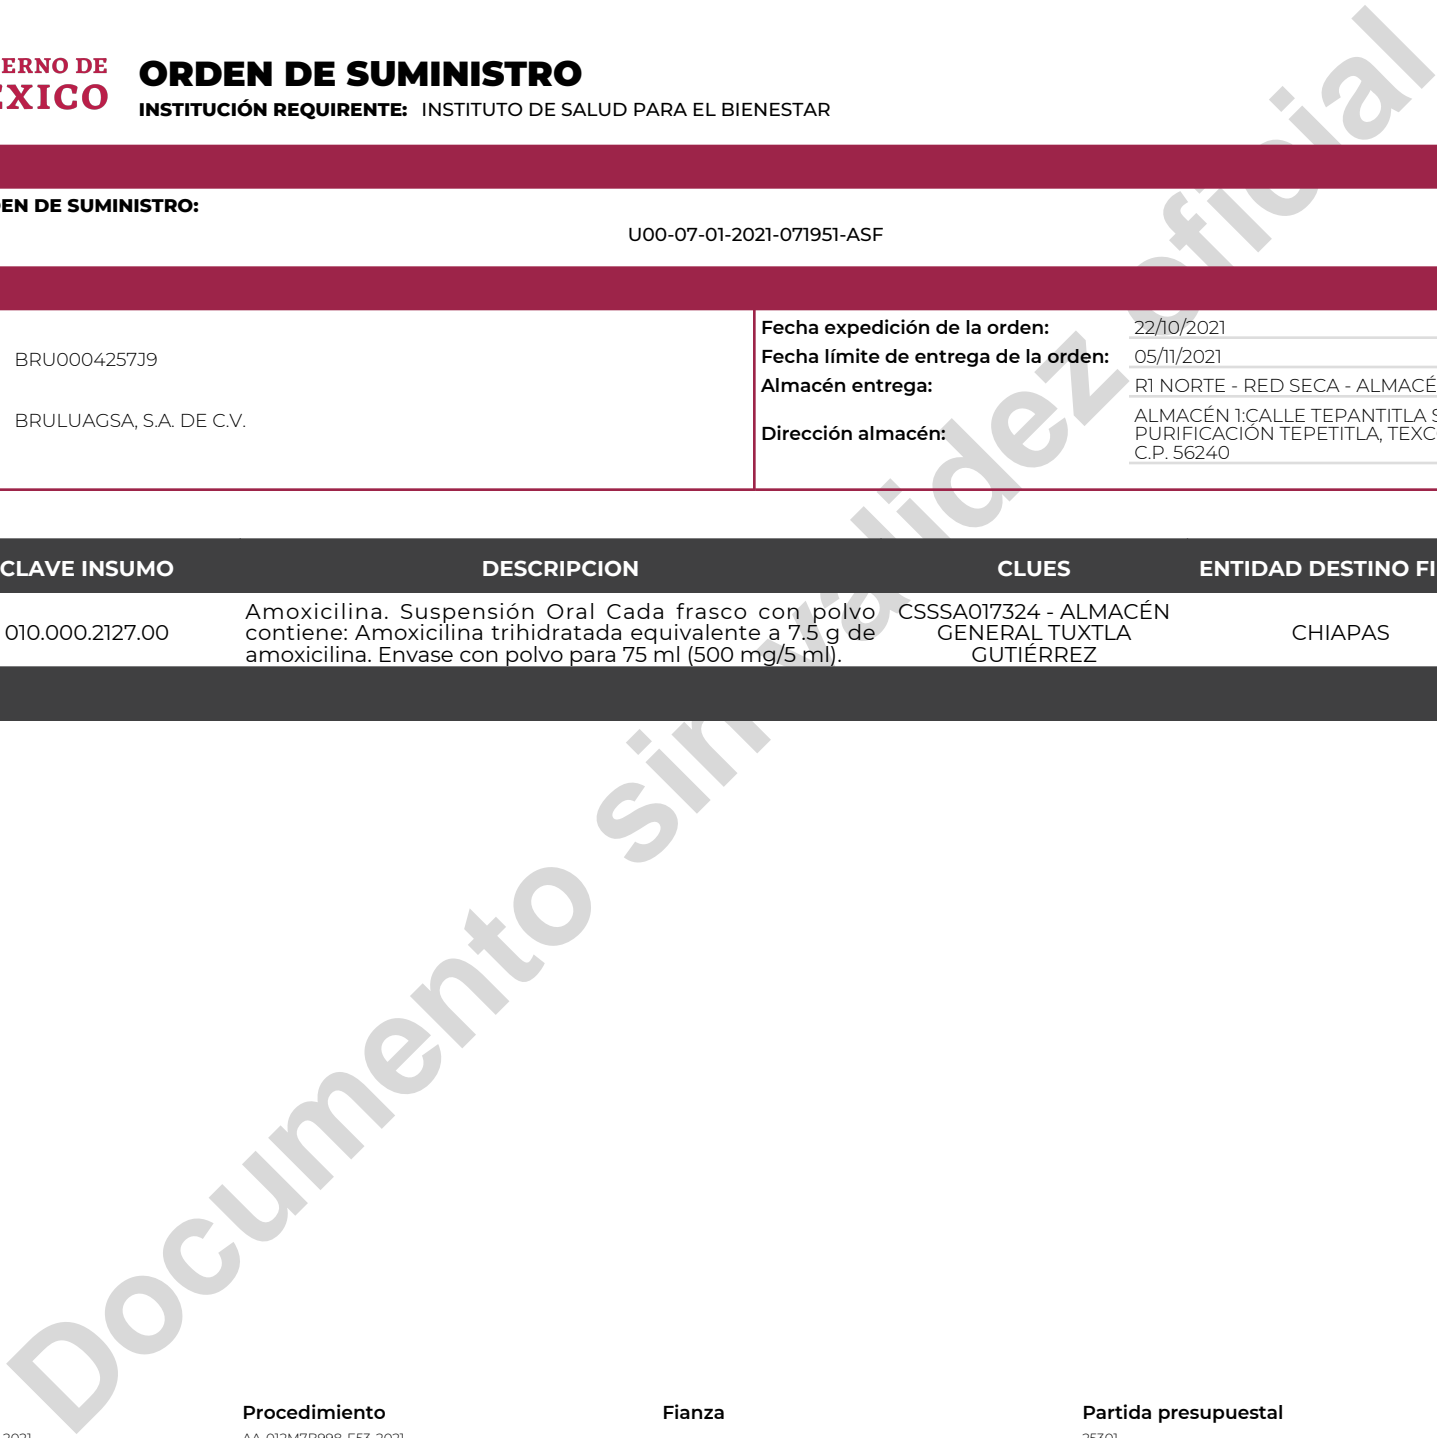 ERNO DE
ÉXICO
ORDEN DE SUMINISTRO
INSTITUCIÓN REQUIRENTE: INSTITUTO DE SALUD PARA EL BIENESTAR
EN DE SUMINISTRO:
U00-07-01-2021-071951-ASF
BRU0004257J9
BRULUAGSA, S.A. DE C.V.
Fecha expedición de la orden: 22/10/2021
Fecha límite de entrega de la orden: 05/11/2021
Almacén entrega: R1 NORTE - RED SECA - ALMACÉ
Dirección almacén: ALMACÉN 1:CALLE TEPANTITLA S
PURIFICACIÓN TEPETITLA, TEXC
C.P. 56240
CLAVE INSUMO DESCRIPCION CLUES ENTIDAD DESTINO FI
010.000.2127.00
Amoxicilina. Suspensión Oral Cada frasco con polvo
contiene: Amoxicilina trihidratada equivalente a 7.5 g de
amoxicilina. Envase con polvo para 75 ml (500 mg/5 ml).
CSSSA017324 - ALMACÉN
GENERAL TUXTLA
GUTIÉRREZ
CHIAPAS
Documento sin validez oficial
Procedimiento Fianza Partida presupuestal